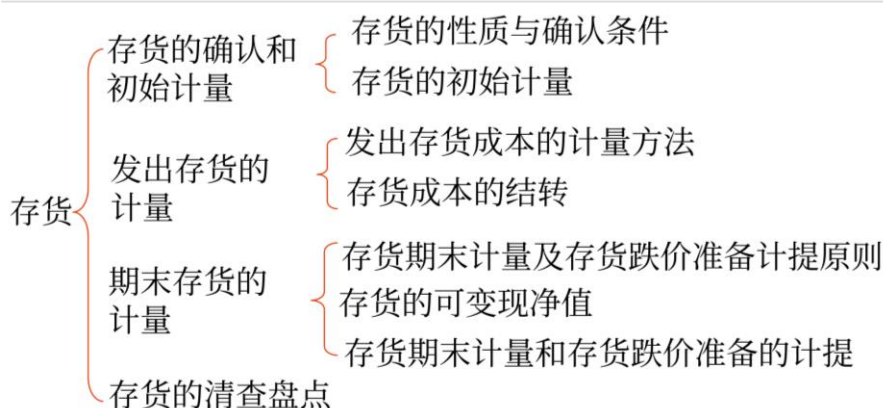 存货
存货的确认和
初始计量
存货的性质与确认条件
存货的初始计量
发出存货的
计量
发出存货成本的计量方法
存货成本的结转
期末存货的
计量
存货期末计量及存货跌价准备计提原则
存货的可变现净值
存货期末计量和存货跌价准备的计提
存货的清查盘点